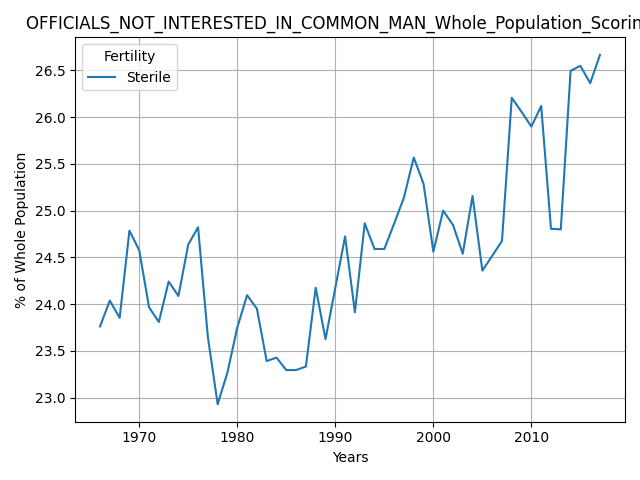 OFFICIALS_NOT_INTERESTED_IN_COMMON_MAN_Whole_Population_Scorin
Fertility
Sterile
26.5
26.0
25.5
25.0
24.5
24.0
23.5
23.0
% of Whole Population
1970 1980 1990 2000 2010
Years